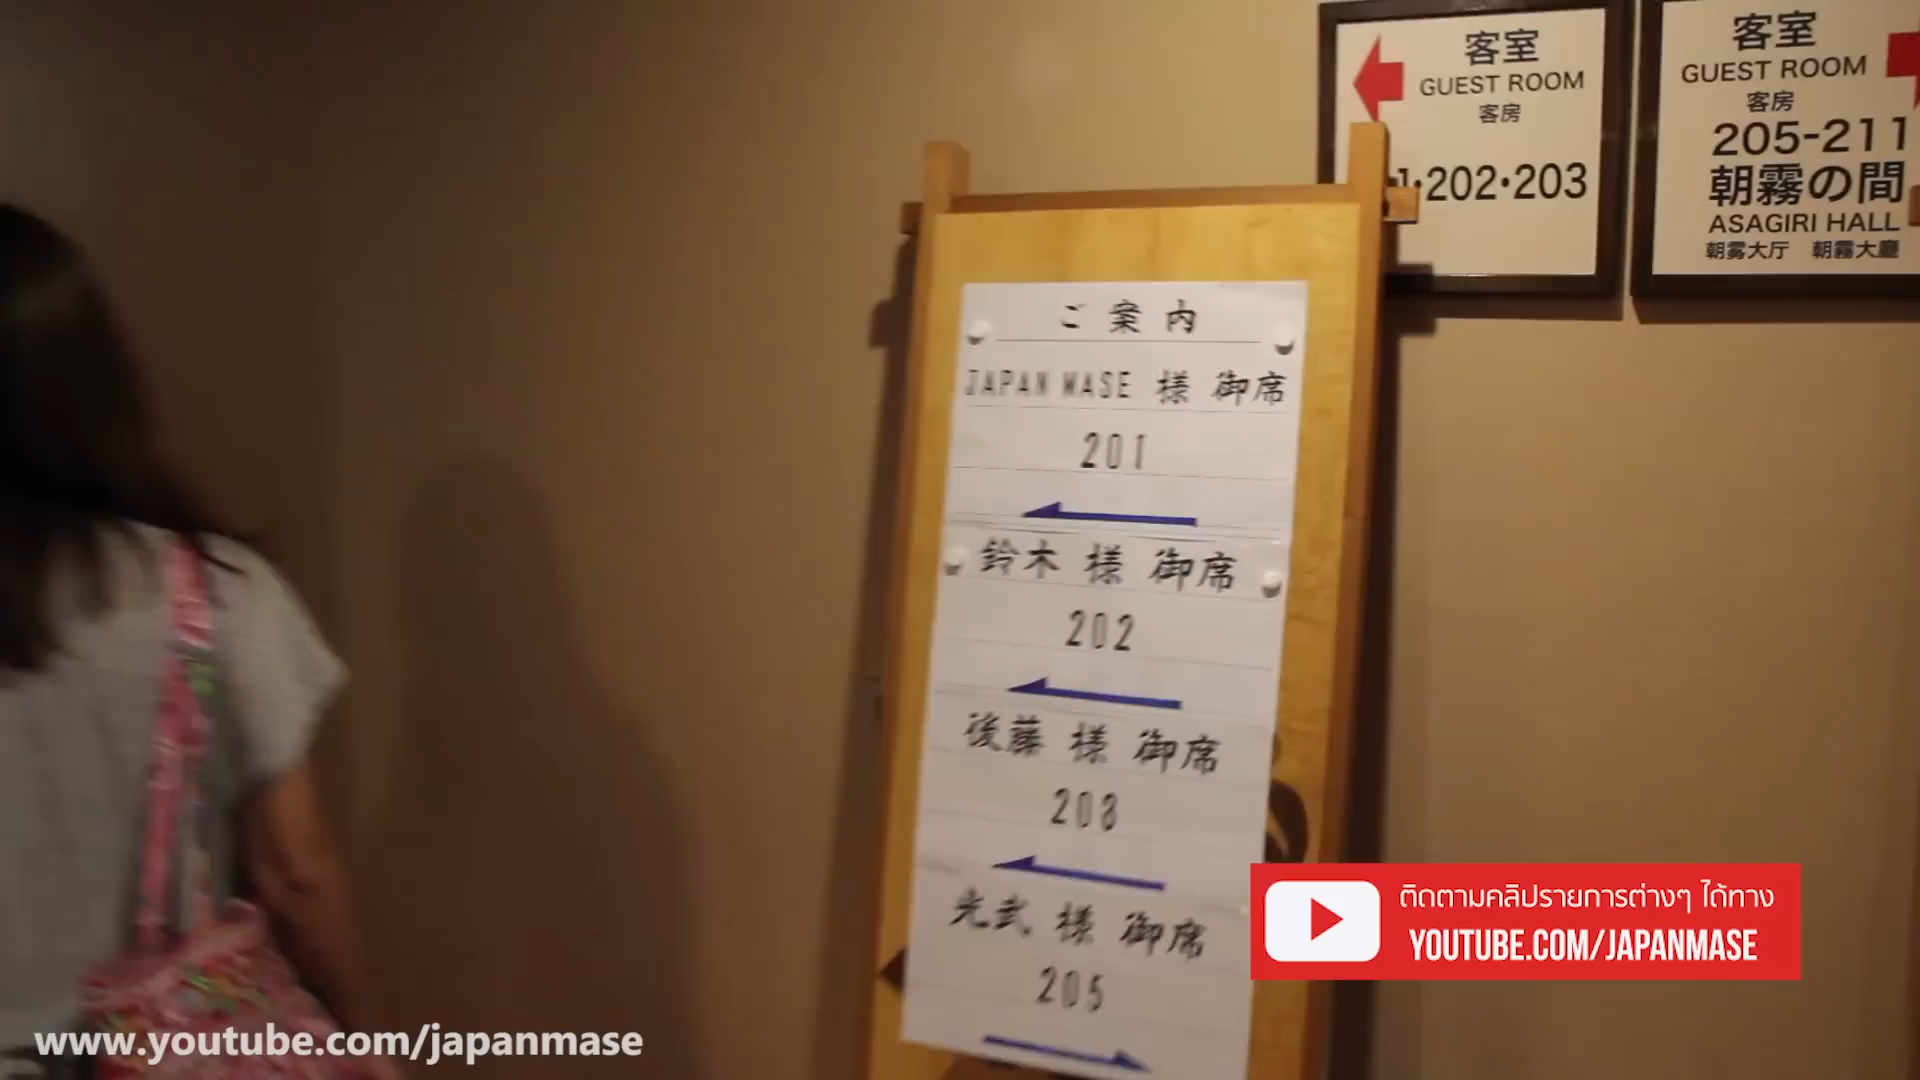 客室
GUEST ROOM
客房
1・202・203
客室
GUEST ROOM
客房
205-211
朝霧の間
ASAGIRI HALL
朝雾大厅 朝霧大廳
ご案内
JAPAN MASE 様 御席
201
鈴木 様 御席
202
後藤 様 御席
203
光武 様 御席
205
ติดตามคลิปรายการต่างๆ ได้ทาง
YOUTUBE.COM/JAPANMASE
www.youtube.com/japanmase